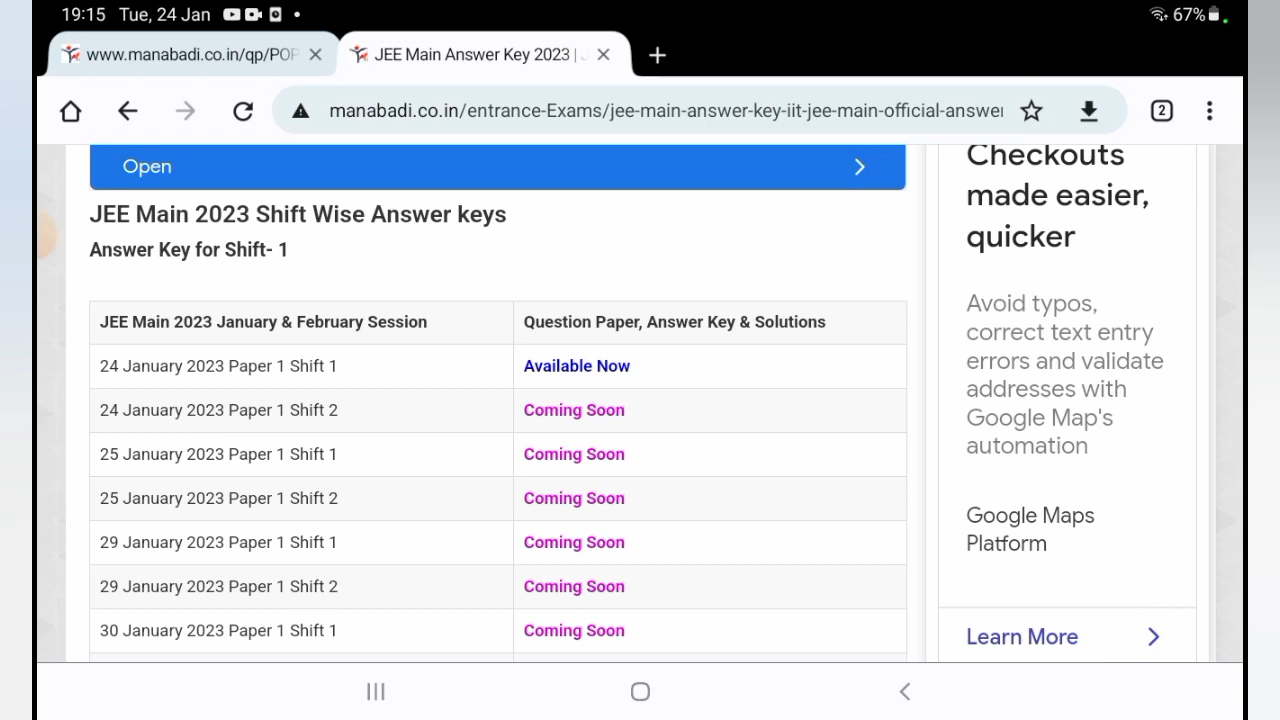 19:15 Tue, 24 Jan 67%
www.manabadi.co.in/qp/POP JEE Main Answer Key 2023 |
manabadi.co.in/entrance-Exams/jee-main-answer-key-iit-jee-main-official-answer 2
Open
JEE Main 2023 Shift Wise Answer keys
Answer Key for Shift- 1
JEE Main 2023 January & February Session Question Paper, Answer Key & Solutions
24 January 2023 Paper 1 Shift 1 Available Now
24 January 2023 Paper 1 Shift 2 Coming Soon
25 January 2023 Paper 1 Shift 1 Coming Soon
25 January 2023 Paper 1 Shift 2 Coming Soon
29 January 2023 Paper 1 Shift 1 Coming Soon
29 January 2023 Paper 1 Shift 2 Coming Soon
30 January 2023 Paper 1 Shift 1 Coming Soon
Checkouts
made easier,
quicker
Avoid typos,
correct text entry
errors and validate
addresses with
Google Map's
automation
Google Maps
Platform
Learn More